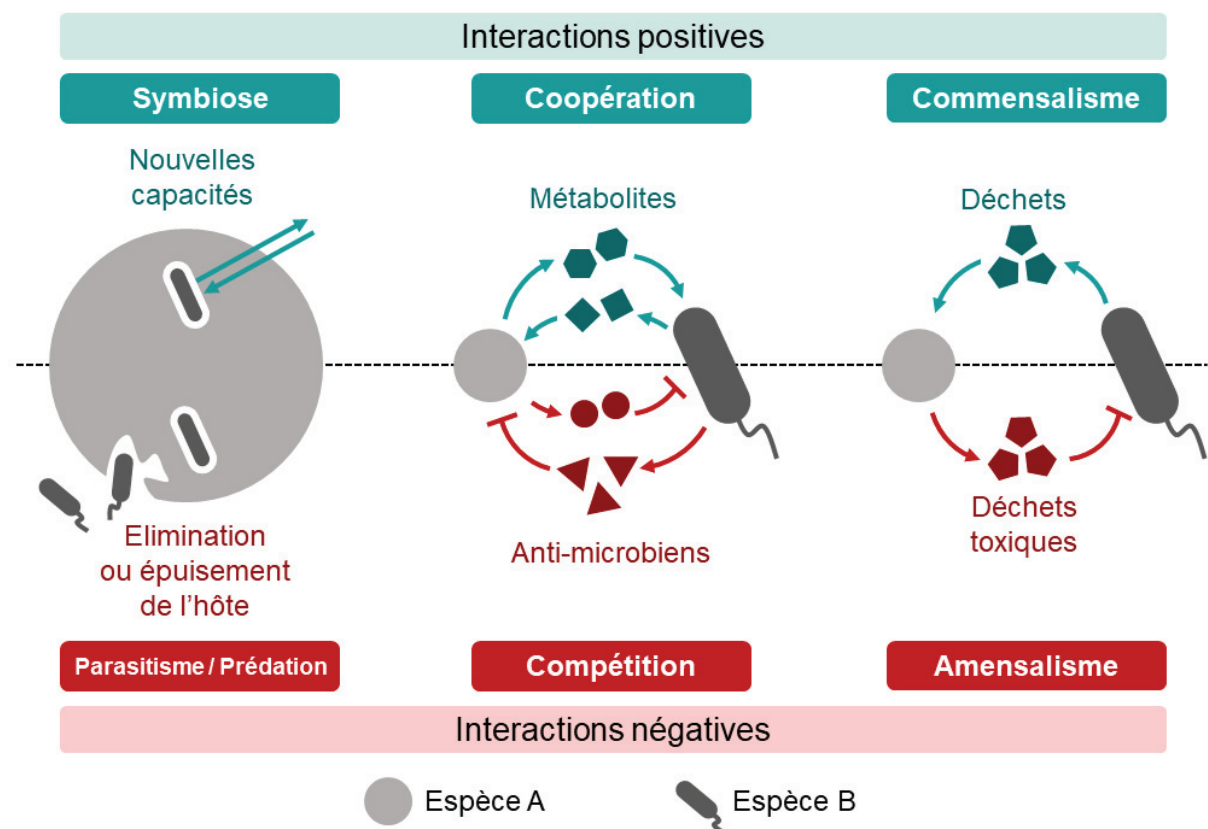 Interactions positives
Symbiose
Coopération
Commensalisme
Nouvelles
capacités
Métabolites
Déchets
Elimination
ou épuisement
de l'hôte
Anti-microbiens
Déchets
toxiques
Parasitisme / Prédation
Compétition
Amensalisme
Interactions négatives
Espèce A
Espèce B